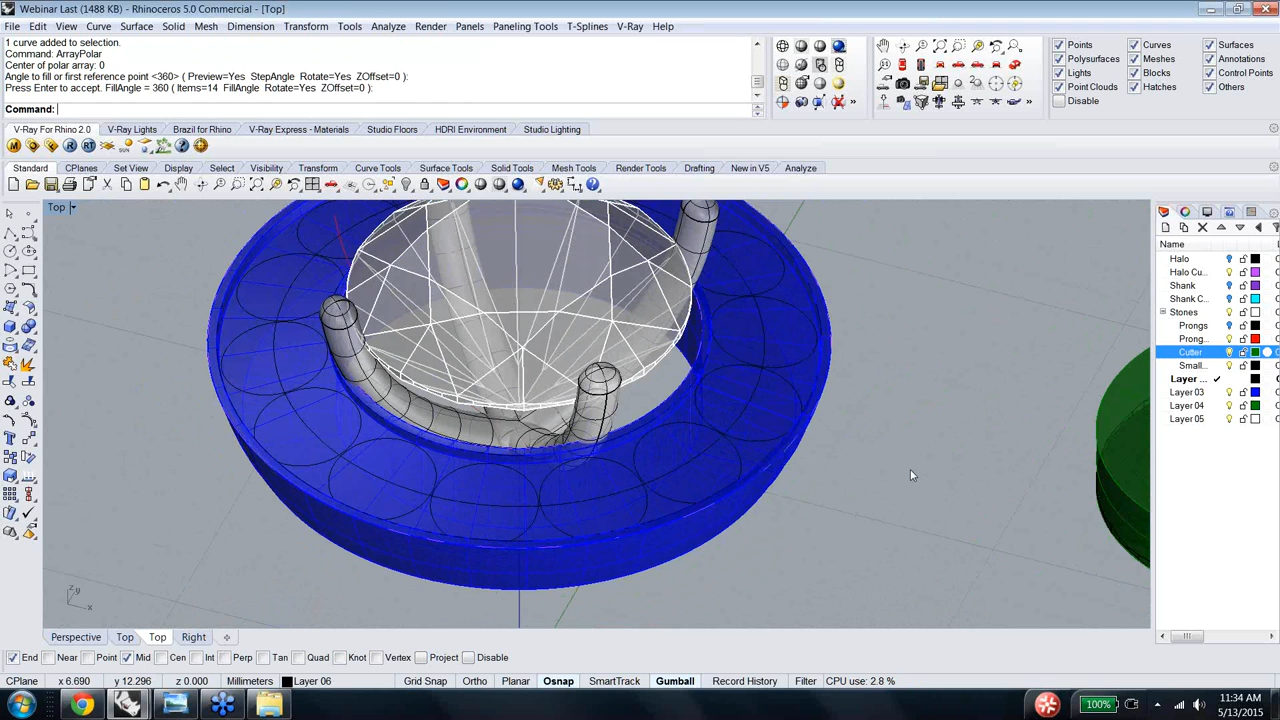 Webinar Last (1488 KB) - Rhinoceros 5.0 Commercial - [Top]
File Edit View Curve Surface Solid Mesh Dimension Transform Tools Analyze Render Panels Paneling Tools T-Splines V-Ray Help
1 curve added to selection.
Command: ArrayPolar
Center of polar array: 0
Angle to fill or first reference point <360> ( Preview=Yes StepAngle Rotate=Yes ZOffset=0 ):
Press Enter to accept. FillAngle = 360 ( Items=14 FillAngle Rotate=Yes ZOffset=0 ):
Command:
Points Curves Surfaces
Polysurfaces Meshes Annotations
Lights Blocks Control Points
Point Clouds Hatches Others
Disable
V-Ray For Rhino 2.0 V-Ray Lights Brazil for Rhino V-Ray Express - Materials Studio Floors HDRI Environment Studio Lighting
Standard CPlanes Set View Display Select Visibility Transform Curve Tools Surface Tools Solid Tools Mesh Tools Render Tools Drafting New in V5 Analyze
Top
Name
Halo
Halo Cu...
Shank
Shank C...
Stones
Prongs
Prong...
Cutter
Small...
Layer ...
Layer 03
Layer 04
Layer 05
z y
x
Perspective Top Top Right
End Near Point Mid Cen Int Perp Tan Quad Knot Vertex Project Disable
CPlane x 6.690 y 12.296 z 0.000 Millimeters Layer 06 Grid Snap Ortho Planar Osnap SmartTrack Gumball Record History Filter CPU use: 2.8 %
100%
11:34 AM
5/13/2015